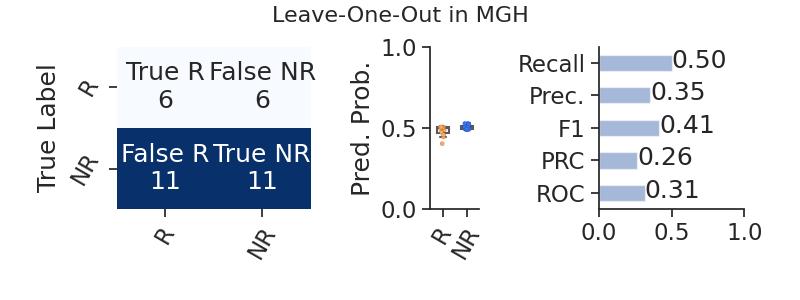 Leave-One-Out in MGH
True Label
R
NR
True R False NR
6 6
False R True NR
11 11
R NR
Pred. Prob.
1.0
0.5
0.0
R NR
Recall 0.50
Prec. 0.35
F1 0.41
PRC 0.26
ROC 0.31
0.0 0.5 1.0